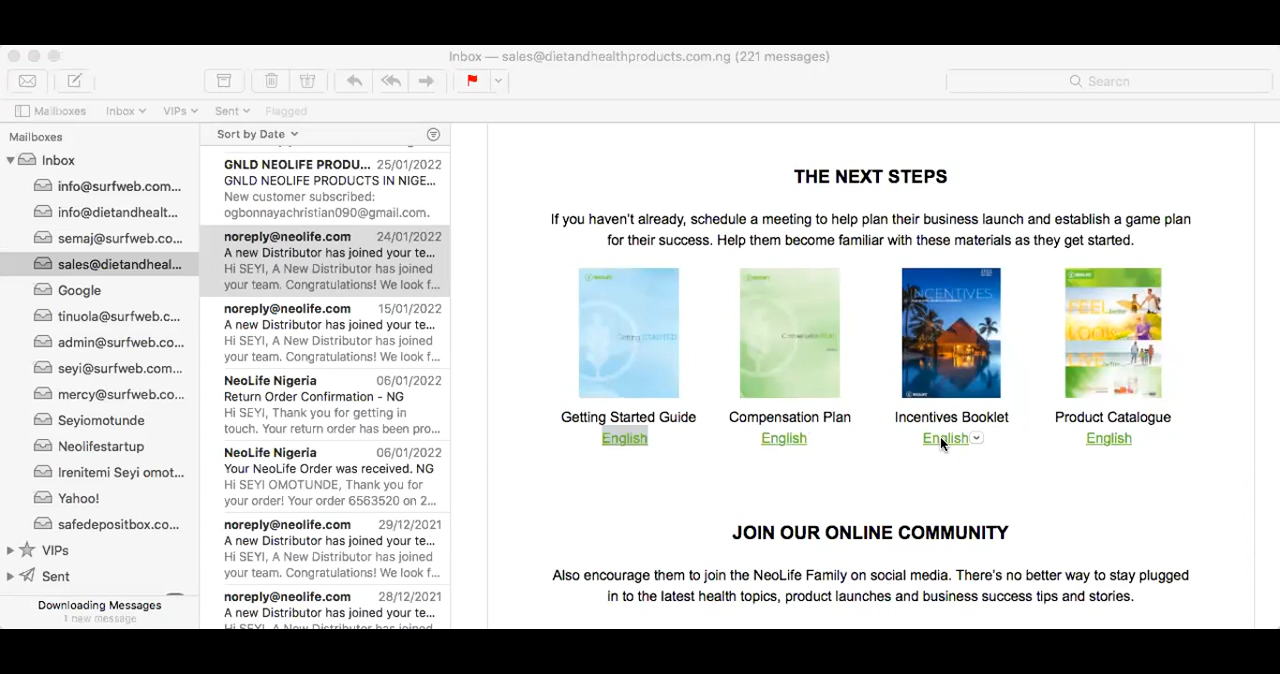 Inbox — sales@dietandhealthproducts.com.ng (221 messages)
Search
Mailboxes Inbox VIPs Sent Flagged
Mailboxes
Inbox
info@surfweb.com...
info@dietandhealt...
semaj@surfweb.co...
sales@dietandheal...
Google
tinuola@surfweb.c...
admin@surfweb.co...
seyi@surfweb.com...
mercy@surfweb.co...
Seyiomotunde
Neolifestartup
Irenitemi Seyi omot...
Yahoo!
safedepositbox.co...
VIPs
Sent
Downloading Messages
1 new message
Sort by Date
GNLD NEOLIFE PRODU... 25/01/2022
GNLD NEOLIFE PRODUCTS IN NIGE...
New customer subscribed:
ogbonnayachristian090@gmail.com.
noreply@neolife.com 24/01/2022
A new Distributor has joined your te...
Hi SEYI, A New Distributor has joined
your team. Congratulations! We look f...
noreply@neolife.com 15/01/2022
A new Distributor has joined your te...
Hi SEYI, A New Distributor has joined
your team. Congratulations! We look f...
NeoLife Nigeria 06/01/2022
Return Order Confirmation - NG
Hi SEYI, Thank you for getting in
touch. Your return order has been pro...
NeoLife Nigeria 06/01/2022
Your NeoLife Order was received. NG
Hi SEYI OMOTUNDE, Thank you for
your order! Your order 6563520 on 2...
noreply@neolife.com 29/12/2021
A new Distributor has joined your te...
Hi SEYI, A New Distributor has joined
your team. Congratulations! We look f...
noreply@neolife.com 28/12/2021
A new Distributor has joined your te...
Hi SEYI, A New Distributor has joined
THE NEXT STEPS
If you haven't already, schedule a meeting to help plan their business launch and establish a game plan
for their success. Help them become familiar with these materials as they get started.
Getting STARTED
Compensation PLAN
INCENTIVES
FEEL
LOOK
LIVE
Getting Started Guide Compensation Plan Incentives Booklet Product Catalogue
English English English English
JOIN OUR ONLINE COMMUNITY
Also encourage them to join the NeoLife Family on social media. There's no better way to stay plugged
in to the latest health topics, product launches and business success tips and stories.